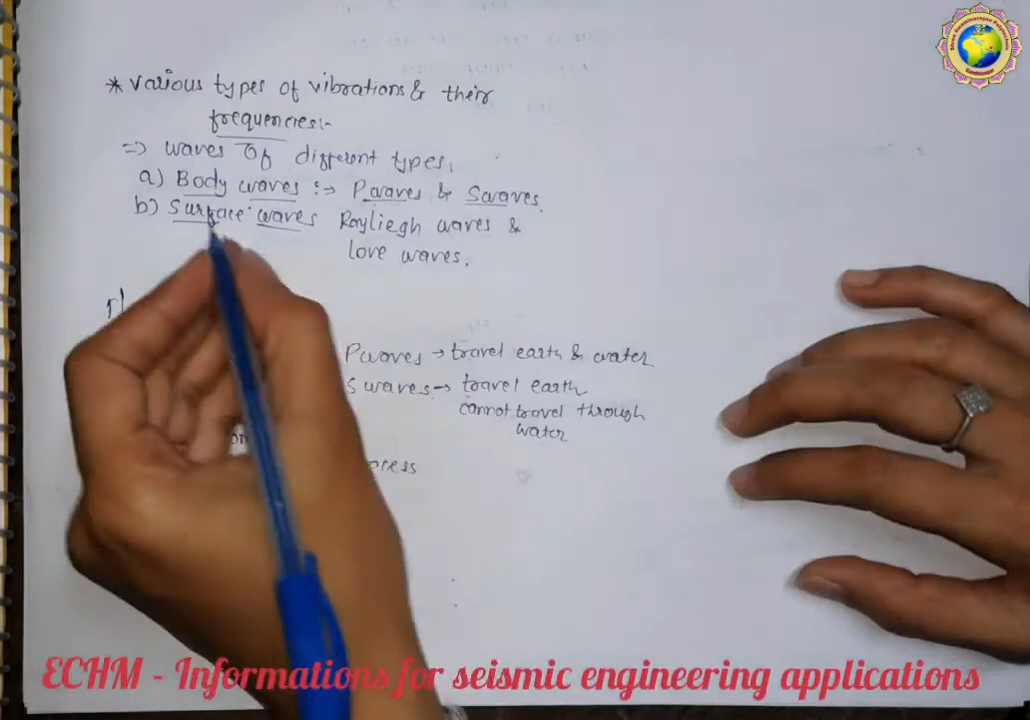 * Various types of vibrations & their
frequencies:-
=> waves of different types.
a) Body waves :-> P waves & S waves.
b) Surface waves Rayliegh waves &
love waves.
P waves -> travel earth & water
S waves -> travel earth
cannot travel through
water
press
ECHM - Informations for seismic engineering applications